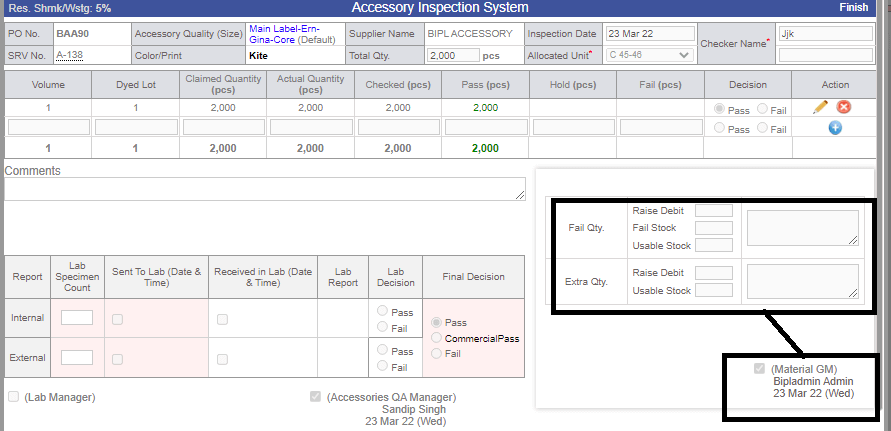 Res. Shrnk/Wstg: 5% Accessory Inspection System Finish
PO No. BAA90 Accessory Quality (Size) Main Label-Ern-Gina-Core (Default) Supplier Name BIPL ACCESSORY Inspection Date 23 Mar 22 Checker Name* Jjk
SRV No. A-138 Color/Print Kite Total Qty. 2,000 pcs Allocated Unit* C 45-46
Volume Dyed Lot Claimed Quantity (pcs) Actual Quantity (pcs) Checked (pcs) Pass (pcs) Hold (pcs) Fail (pcs) Decision Action
1 1 2,000 2,000 2,000 2,000 Pass Fail
Pass Fail
1 1 2,000 2,000 2,000 2,000
Comments
Fail Qty. Raise Debit
Fail Stock
Usable Stock
Extra Qty. Raise Debit
Usable Stock
Report Lab Specimen Count Sent To Lab (Date & Time) Received in Lab (Date & Time) Lab Report Lab Decision Final Decision
Internal Pass
Fail
External Pass
Fail
Pass
CommercialPass
Fail
(Lab Manager) (Accessories QA Manager)
Sandip Singh
23 Mar 22 (Wed)
(Material GM)
Bipladmin Admin
23 Mar 22 (Wed)